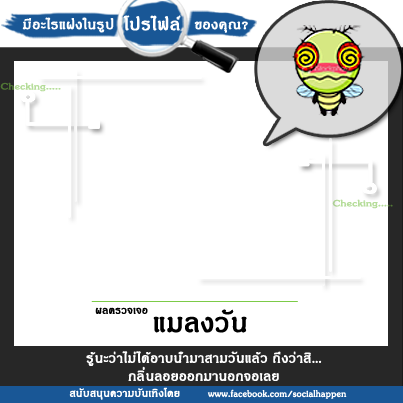 มีอะไรแฝงในรูป โปรไฟล์ ของคุณ?
Checking.....
Checking.....
ผลตรวจเจอ
แมลงวัน
รู้นะว่าไม่ได้อาบน้ำมาสามวันแล้ว ถึงว่าสิ...
กลิ่นลอยออกมานอกจอเลย
สนับสนุนความบันเทิงโดย www.facebook.com/socialhappen